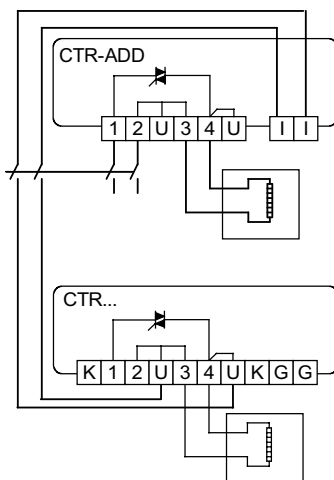 CTR-ADD
1 2 U 3 4 U I I
CTR...
K 1 2 U 3 4 U K G G